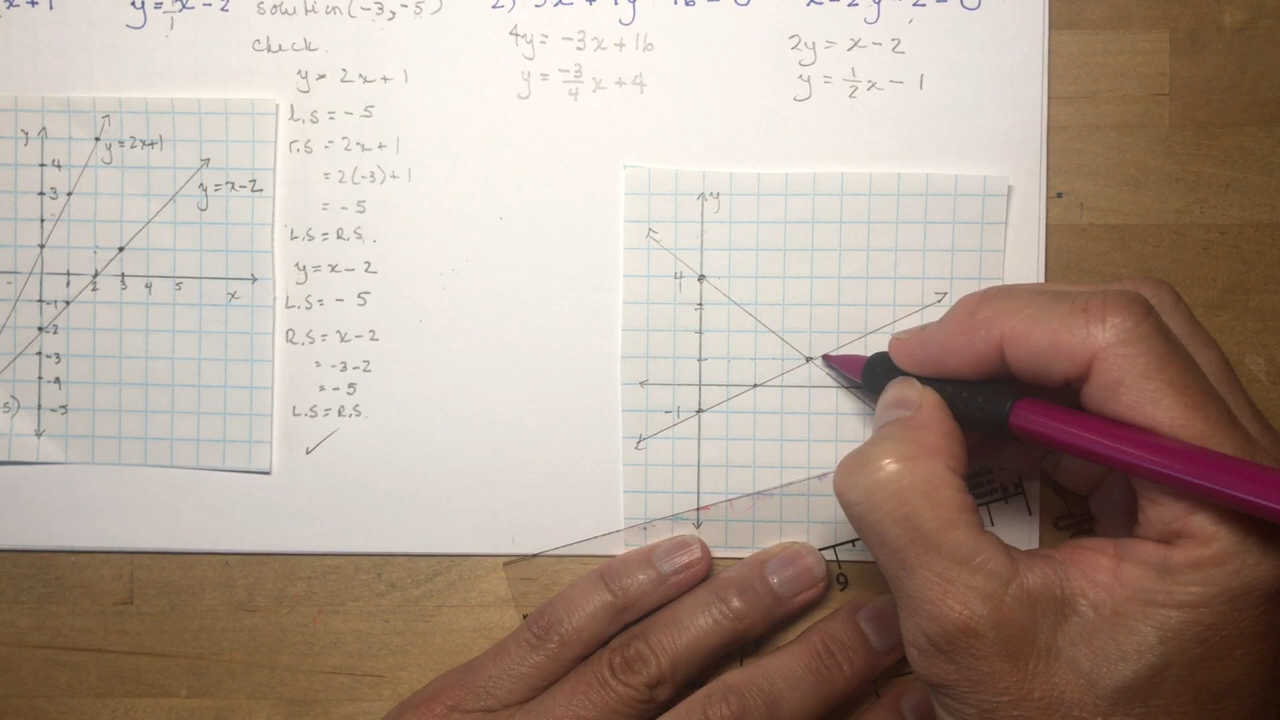 y = 1/1 x - 2 solution (-3, -5)
check.
y = 2x + 1
L.S = - 5
r.S = 2x + 1
= 2(-3) + 1
= - 5
L.S = R.S.
y = x - 2
L.S = - 5
R.S = x - 2
= -3 - 2
= - 5
L.S = R.S.
✓
y
4
3
y = 2x + 1
y = x - 2
2 3 4 5
x
-1
-2
-3
-4
-5
4y = -3x + 16
y = -3/4 x + 4
2y = x - 2
y = 1/2 x - 1
y
4
-1
9